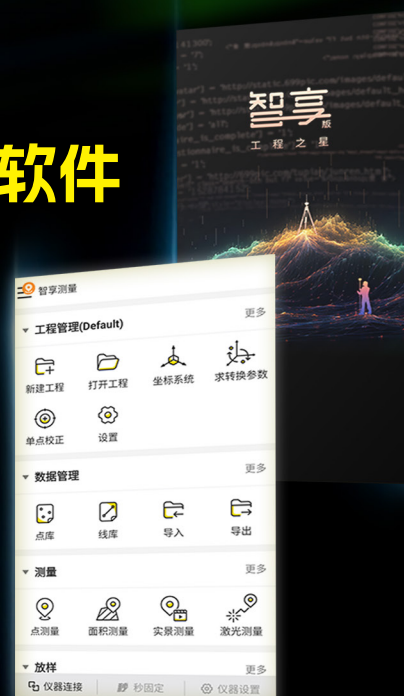 软件
智享
版
工程之星
智享测量
工程管理(Default)
更多
新建工程
打开工程
坐标系统
求转换参数
单点校正
设置
数据管理
更多
点库
线库
导入
导出
测量
更多
点测量
面积测量
实景测量
激光测量
放样
更多
仪器连接
秒固定
仪器设置